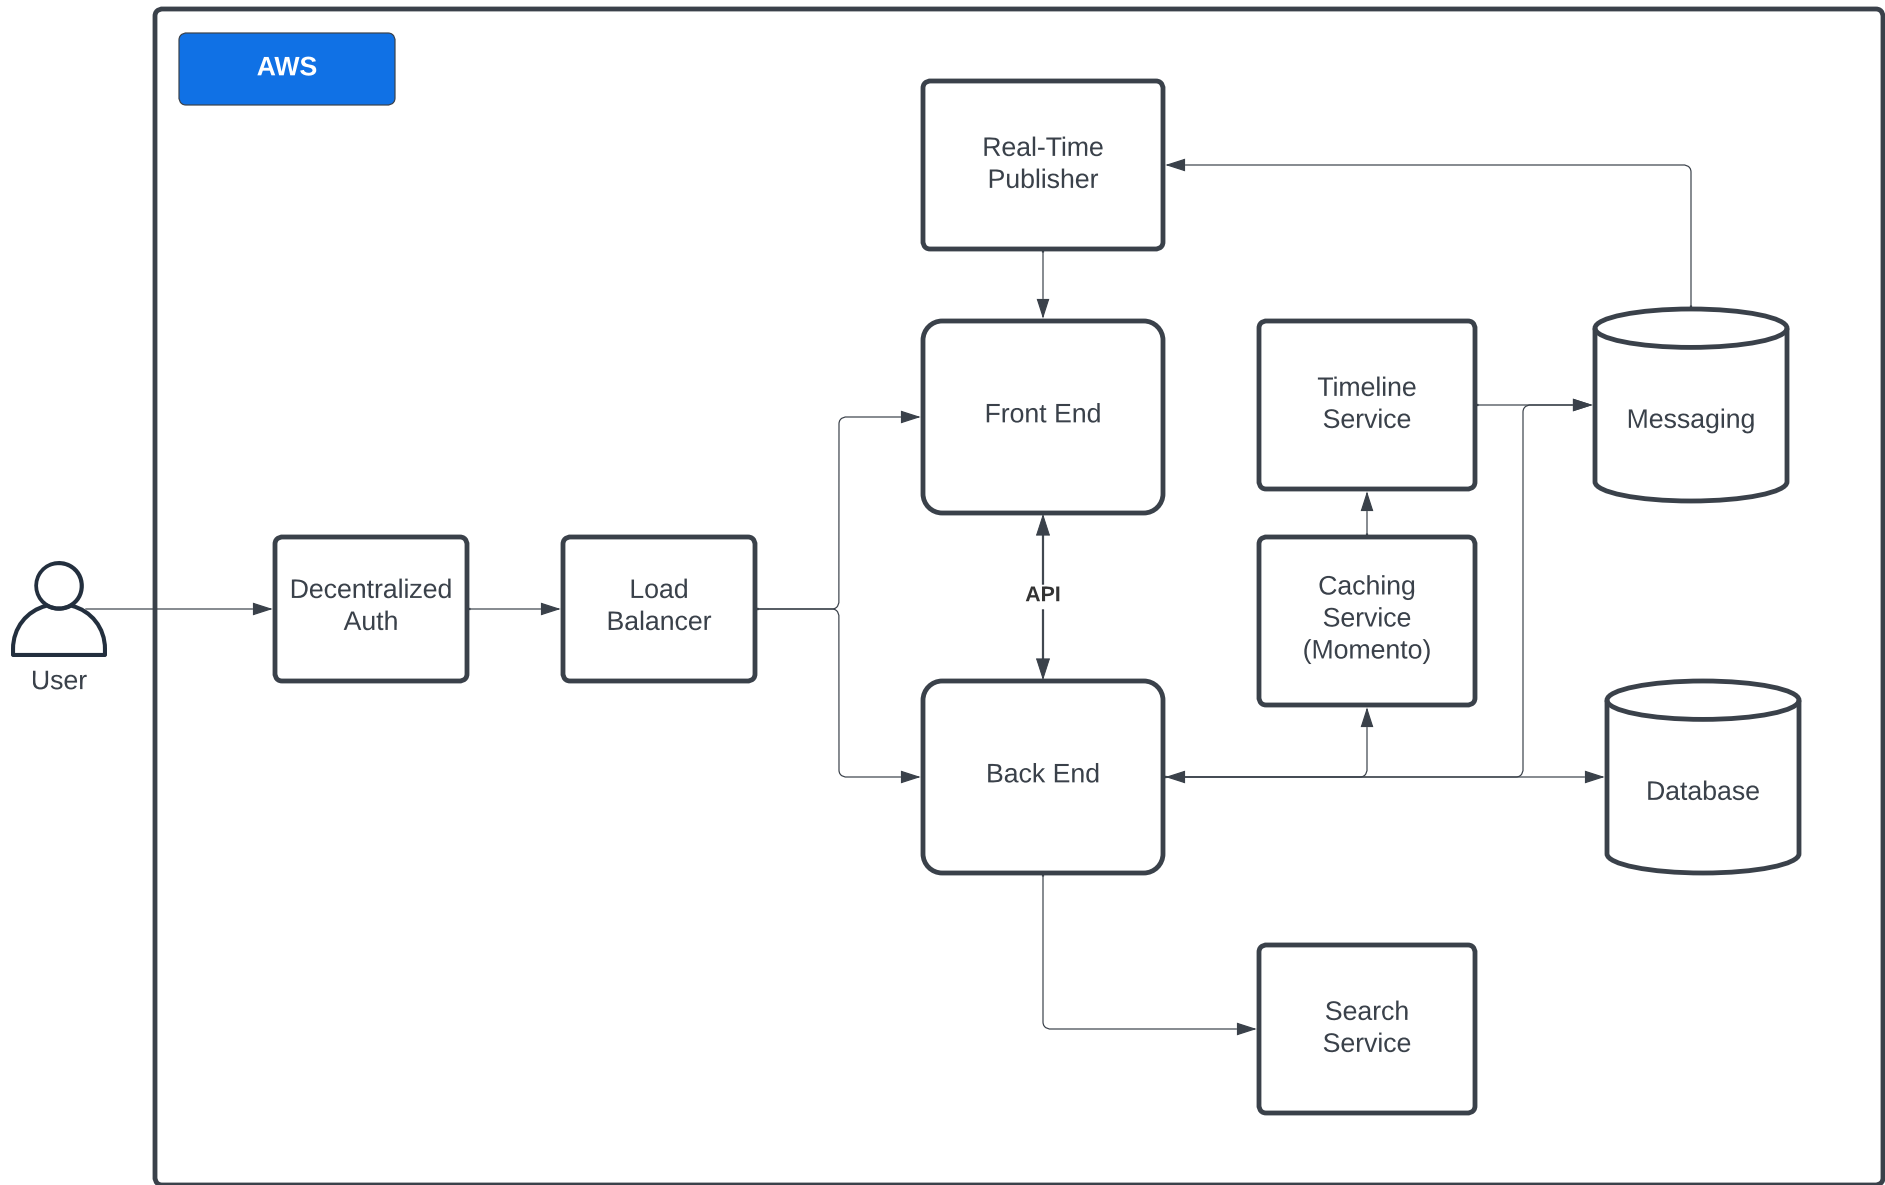 AWS
Real-Time
Publisher
Front End
Timeline
Service
Messaging
Decentralized
Auth
Load
Balancer
API
Caching
Service
(Momento)
User
Back End
Database
Search
Service